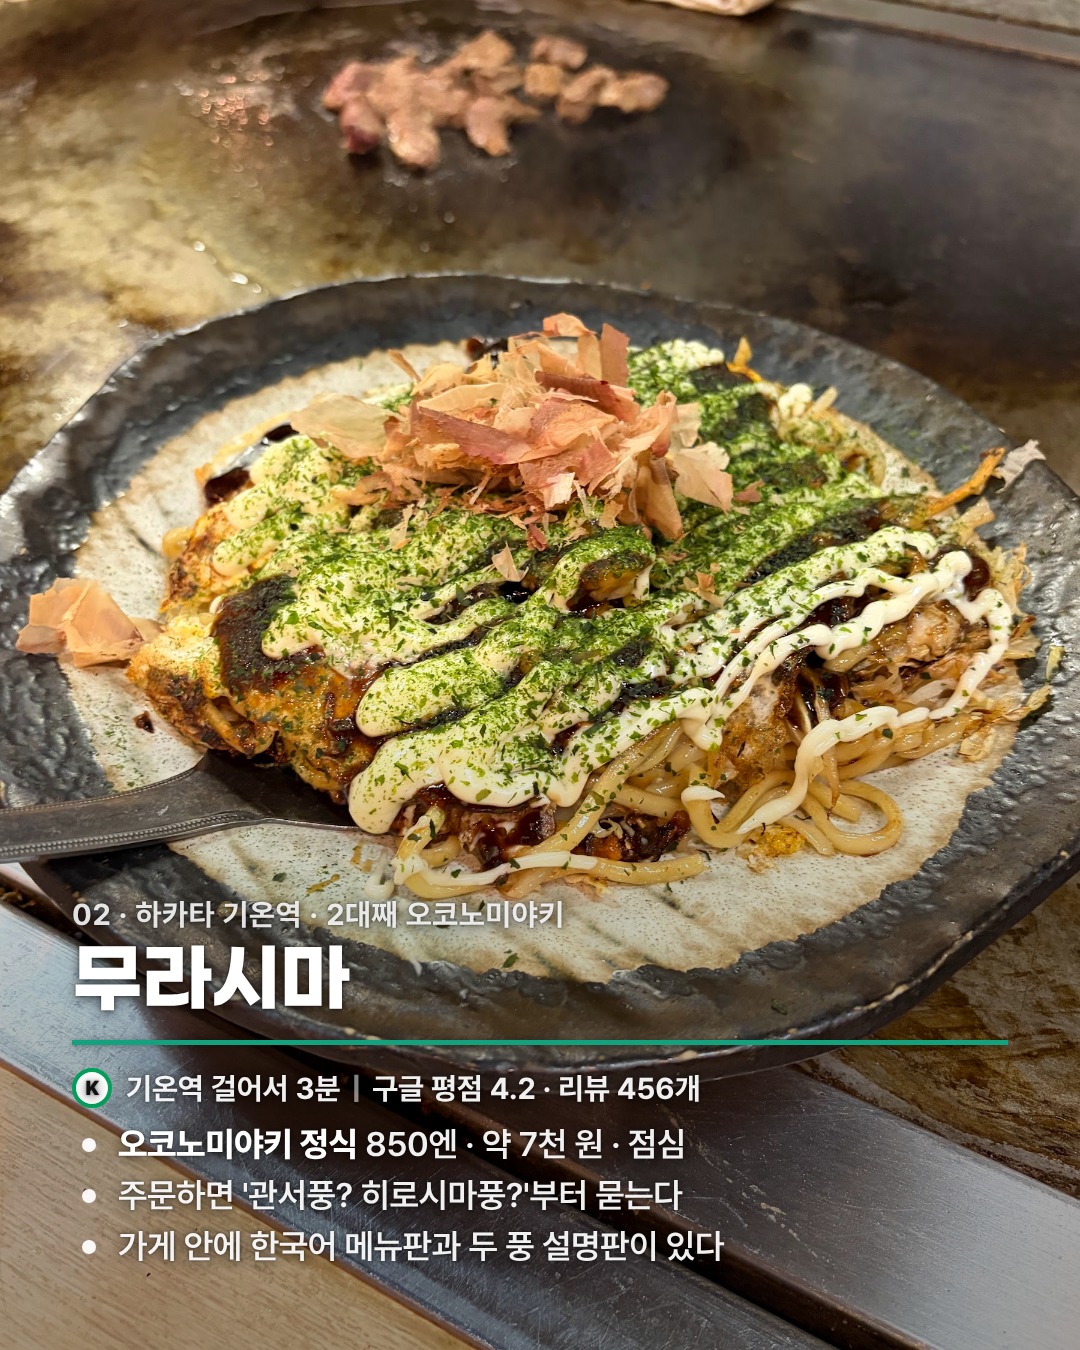 02 · 하카타 기온역 · 2대째 오코노미야키
무라시마
K 기온역 걸어서 3분 | 구글 평점 4.2 · 리뷰 456개
• 오코노미야키 정식 850엔 · 약 7천 원 · 점심
• 주문하면 '관서풍? 히로시마풍?'부터 묻는다
• 가게 안에 한국어 메뉴판과 두 풍 설명판이 있다